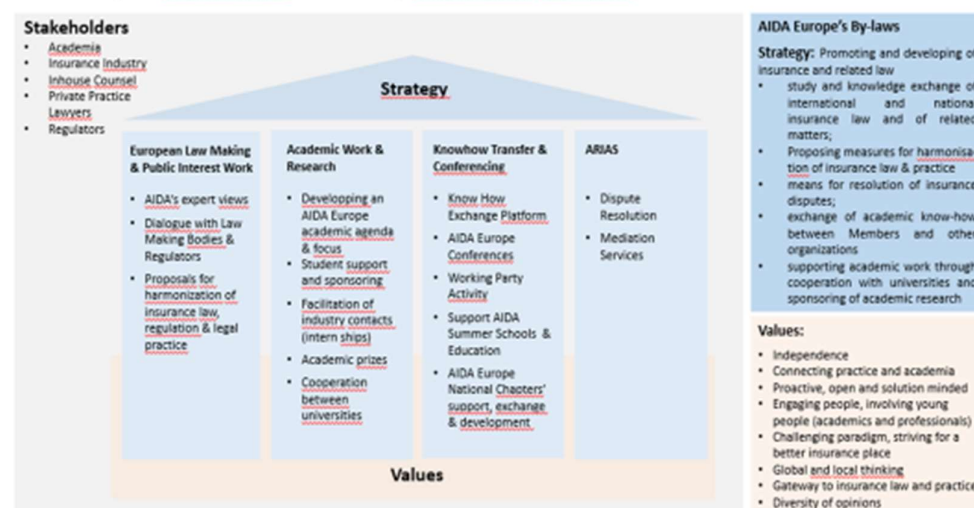 Stakeholders
• Academia
• Insurance Industry
• Inhouse Counsel
• Private Practice
Lawyers
• Regulators
Strategy
European Law Making
& Public Interest Work
• AIDA's expert views
• Dialogue with Law
Making Bodies &
Regulators
• Proposals for
harmonization of
insurance law,
regulation & legal
practice
Academic Work &
Research
• Developping an
AIDA Europe
academic agenda
& focus
• Student support
and sponsoring
• Facilitation of
industry contacts
(intern ships)
• Academic prizes
• Cooperation
between
universities
Knowhow Transfer &
Conferencing
• Know How
Exchange Platform
• AIDA Europe
Conferences
• Working Party
Activity
• Support AIDA
Summer Schools &
Education
• AIDA Europe
National Chapters'
support, exchange
& development
ARIAS
• Dispute
Resolution
• Mediation
Services
Values
AIDA Europe's By-laws
Strategy: Promoting and developing of
insurance and related law
• study and knowledge exchange of
international and national
insurance law and of related
matters;
• Proposing measures for harmonisa-
tion of insurance law & practice
• means for resolution of insurance
disputes;
• exchange of academic know-how
between Members and other
organizations
• supporting academic work through
cooperation with universities and
sponsoring of academic research
Values:
• Independence
• Connecting practice and academia
• Proactive, open and solution minded
• Engaging people, involving young
people (academics and professionals)
• Challenging paradigm, striving for a
better insurance place
• Global and local thinking
• Gateway to insurance law and practice
• Diversity of opinions